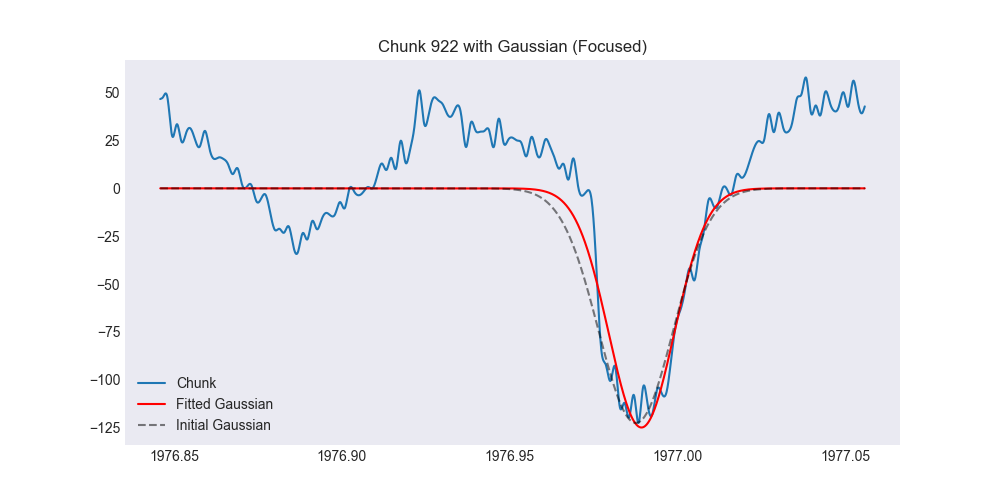 Chunk 922 with Gaussian (Focused)
50
25
0
−25
−50
−75
−100
−125
Chunk
Fitted Gaussian
Initial Gaussian
1976.85 1976.90 1976.95 1977.00 1977.05